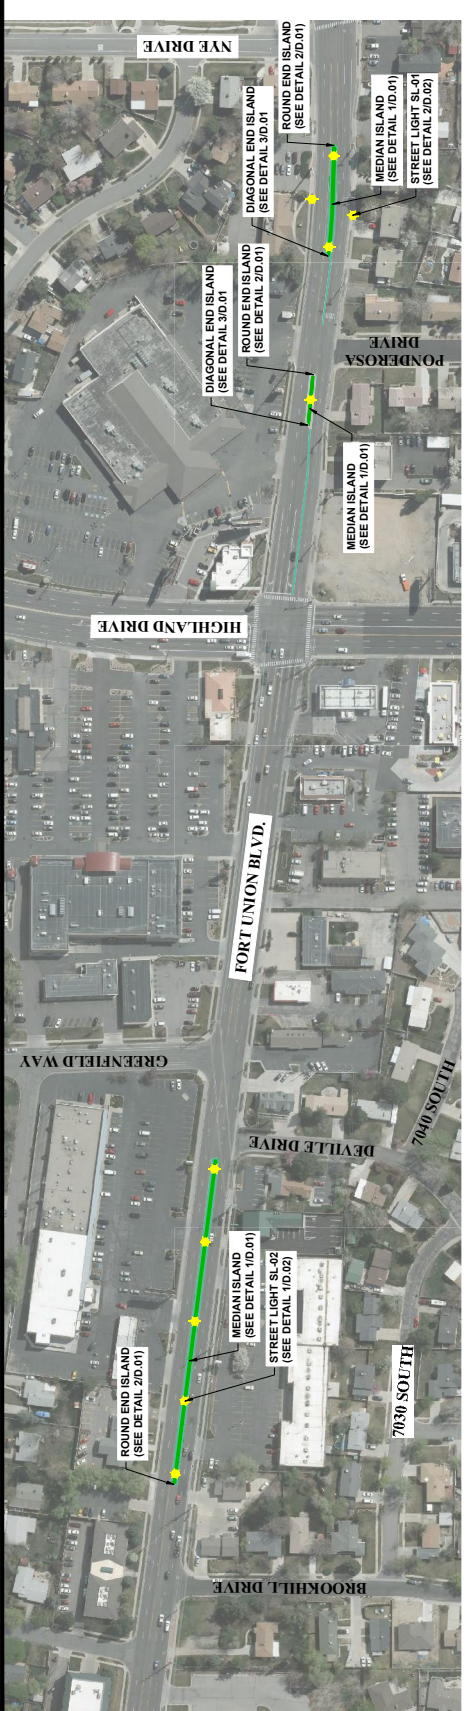 NYE DRIVE
ROUND END ISLAND
(SEE DETAIL 2/D.01)
DIAGONAL END ISLAND
(SEE DETAIL 3/D.01
MEDIAN ISLAND
(SEE DETAIL 1/D.01)
STREET LIGHT SL-01
(SEE DETAIL 2/D.02)
ROUND END ISLAND
(SEE DETAIL 2/D.01)
DIAGONAL END ISLAND
(SEE DETAIL 3/D.01
PONDEROSA
DRIVE
MEDIAN ISLAND
(SEE DETAIL 1/D.01)
HIGHLAND DRIVE
FORT UNION BLVD.
GREENFIELD WAY
DEVILLE DRIVE
7040 SOUTH
MEDIAN ISLAND
(SEE DETAIL 1/D.01)
STREET LIGHT SL-02
(SEE DETAIL 1/D.02)
ROUND END ISLAND
(SEE DETAIL 2/D.01)
7030 SOUTH
BROOKHILL DRIVE